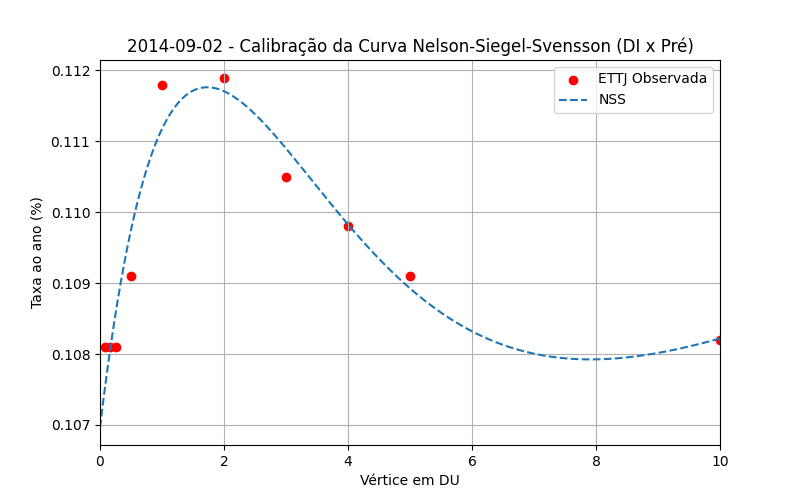 2014-09-02 - Calibração da Curva Nelson-Siegel-Svensson (DI x Pré)
ETTJ Observada
NSS
Taxa ao ano (%)
0.112
0.111
0.110
0.109
0.108
0.107
0 2 4 6 8 10
Vértice em DU